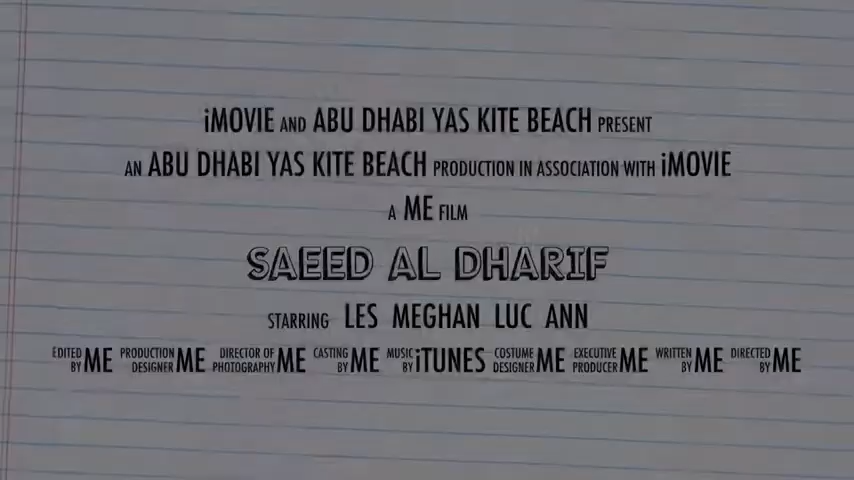 iMOVIE AND ABU DHABI YAS KITE BEACH PRESENT
AN ABU DHABI YAS KITE BEACH PRODUCTION IN ASSOCIATION WITH iMOVIE
A ME FILM
SAEED AL DHARIF
STARRING LES MEGHAN LUC ANN
EDITED BY ME PRODUCTION DESIGNER ME DIRECTOR OF PHOTOGRAPHY ME CASTING BY ME MUSIC BY iTUNES COSTUME DESIGNER ME EXECUTIVE PRODUCER ME WRITTEN BY ME DIRECTED BY ME